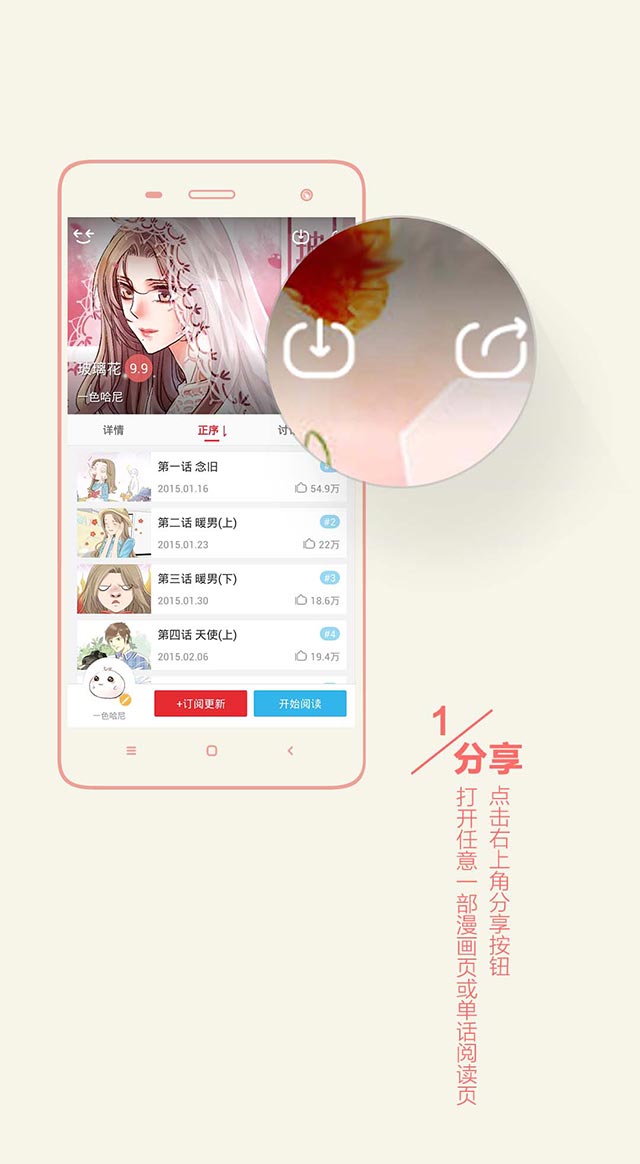 玻
玻璃花 9.9
一色哈尼
详情
正序
讨
第一话 念旧
2015.01.16
54.9万
第二话 暖男(上)
#2
2015.01.23
22万
第三话 暖男(下)
#3
2015.01.30
18.6万
第四话 天使(上)
#4
2015.02.06
19.4万
一色哈尼
+订阅更新
开始阅读
1
分享
点击右上角分享按钮
打开任意一部漫画页或单话阅读页